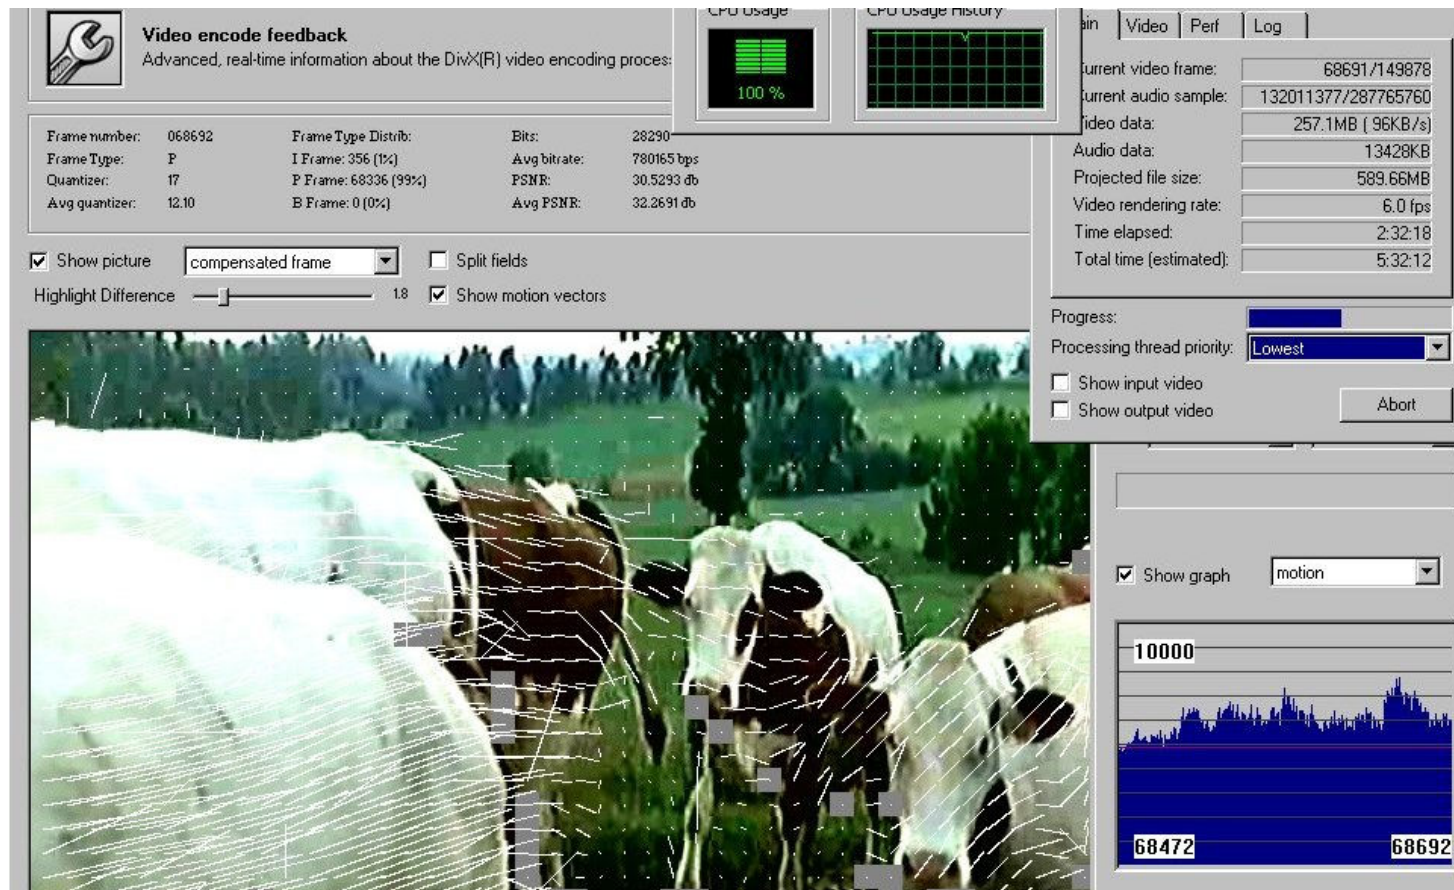 Video encode feedback
Advanced, real-time information about the DivX(R) video encoding
CPU Usage
100 %
CPU Usage History
Video
Perf
Log
Current video frame: 68691/149878
Current audio sample: 132011377/287765760
Video data: 257.1MB ( 96KB/s)
Audio data: 13428KB
Projected file size: 589.66MB
Video rendering rate: 6.0 fps
Time elapsed: 2:32:18
Total time (estimated): 5:32:12
Frame number: 068692 Frame Type Distrib: Bits: 28290
Frame Type: P I Frame: 356 (1%) Avg bitrate: 780165 bps
Quantizer: 17 P Frame: 68336 (99%) PSNR: 30.5293 db
Avg quantizer: 12.10 B Frame: 0 (0%) Avg PSNR: 32.2691 db
Show picture compensated frame Split fields
Highlight Difference 1.8 Show motion vectors
Progress:
Processing thread priority: Lowest
Show input video
Show output video
Abort
Show graph motion
10000
68472 68692